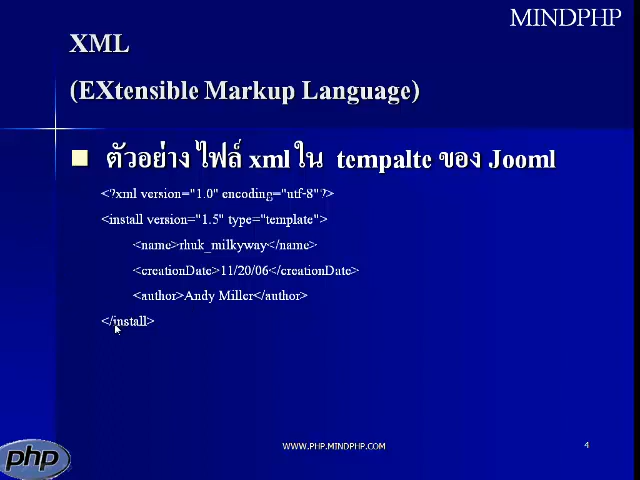 MINDPHP
XML
(EXtensible Markup Language)
ตัวอย่าง ไฟล์ xml ใน tempalte ของ Jooml
<?xml version="1.0" encoding="utf-8"?>
<install version="1.5" type="template">
<name>rhuk_milkyway</name>
<creationDate>11/20/06</creationDate>
<author>Andy Miller</author>
</install>
WWW.PHP.MINDPHP.COM
4
php